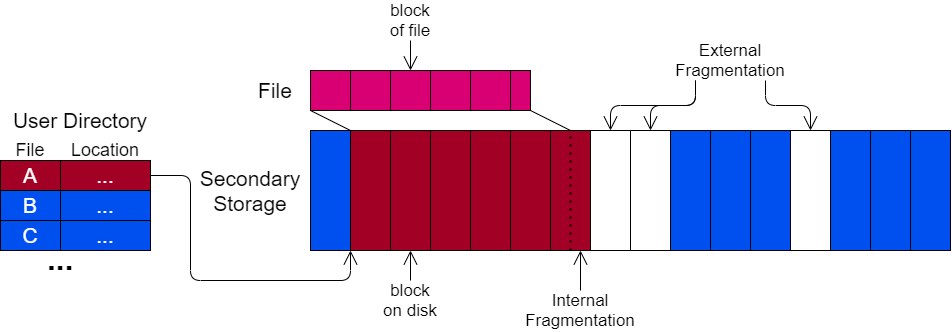 block
of file
External
Fragmentation
File
User Directory
File Location
A ...
B ...
C ...
...
Secondary
Storage
block
on disk
Internal
Fragmentation